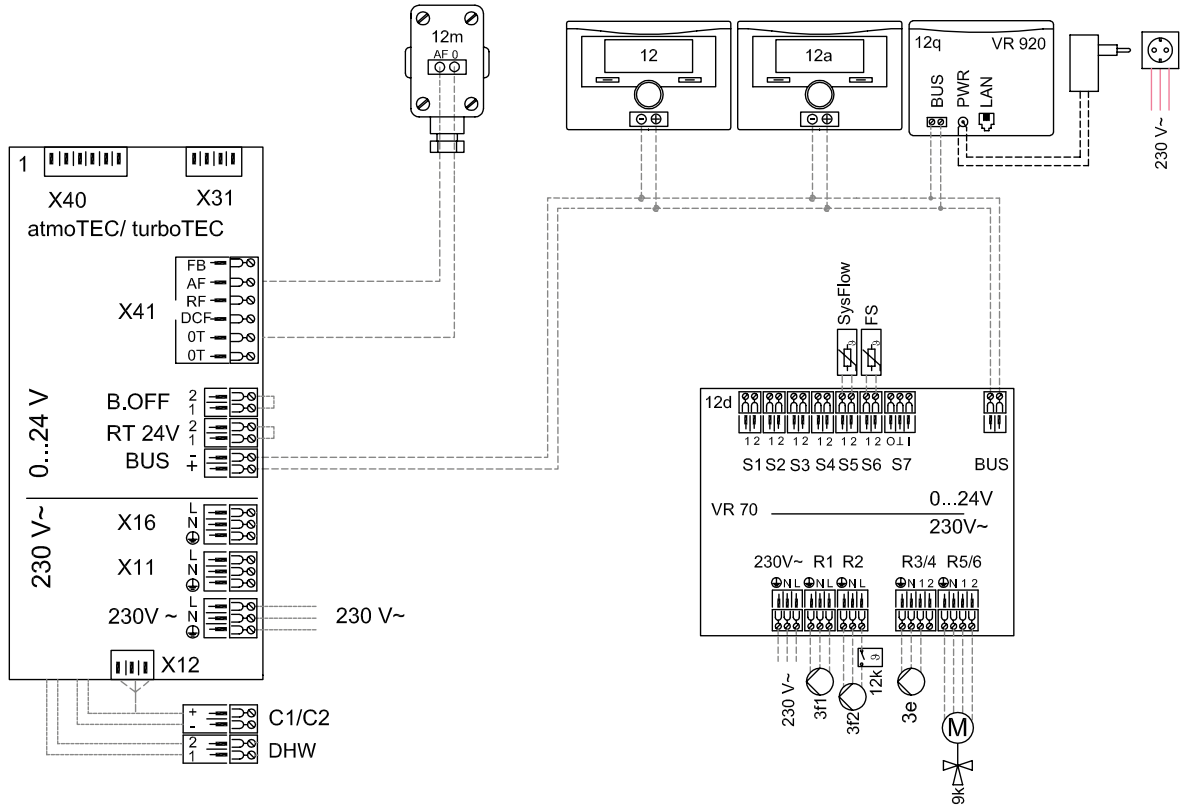 12m
AF 0
12
12a
12q
VR 920
BUS
PWR
LAN
230 V~
1
X40
X31
atmoTEC/ turboTEC
X41
FB
AF
RF
DCF
0T
0T
0...24 V
B.OFF
2
1
RT 24V
2
1
BUS
-
+
230 V~
X16
L
N
X11
L
N
230V ~
L
N
230 V~
X12
+
-
C1/C2
2
1
DHW
SysFlow
FS
12d
1 2
1 2
1 2
1 2
1 2
1 2
O⊥I
S1 S2 S3 S4 S5 S6 S7
BUS
VR 70
0...24V
230V~
230V~ R1 R2 R3/4 R5/6
N L
N L
N L
N 1 2
N 1 2
230 V~
3f1
3f2
12k
3e
M
9k